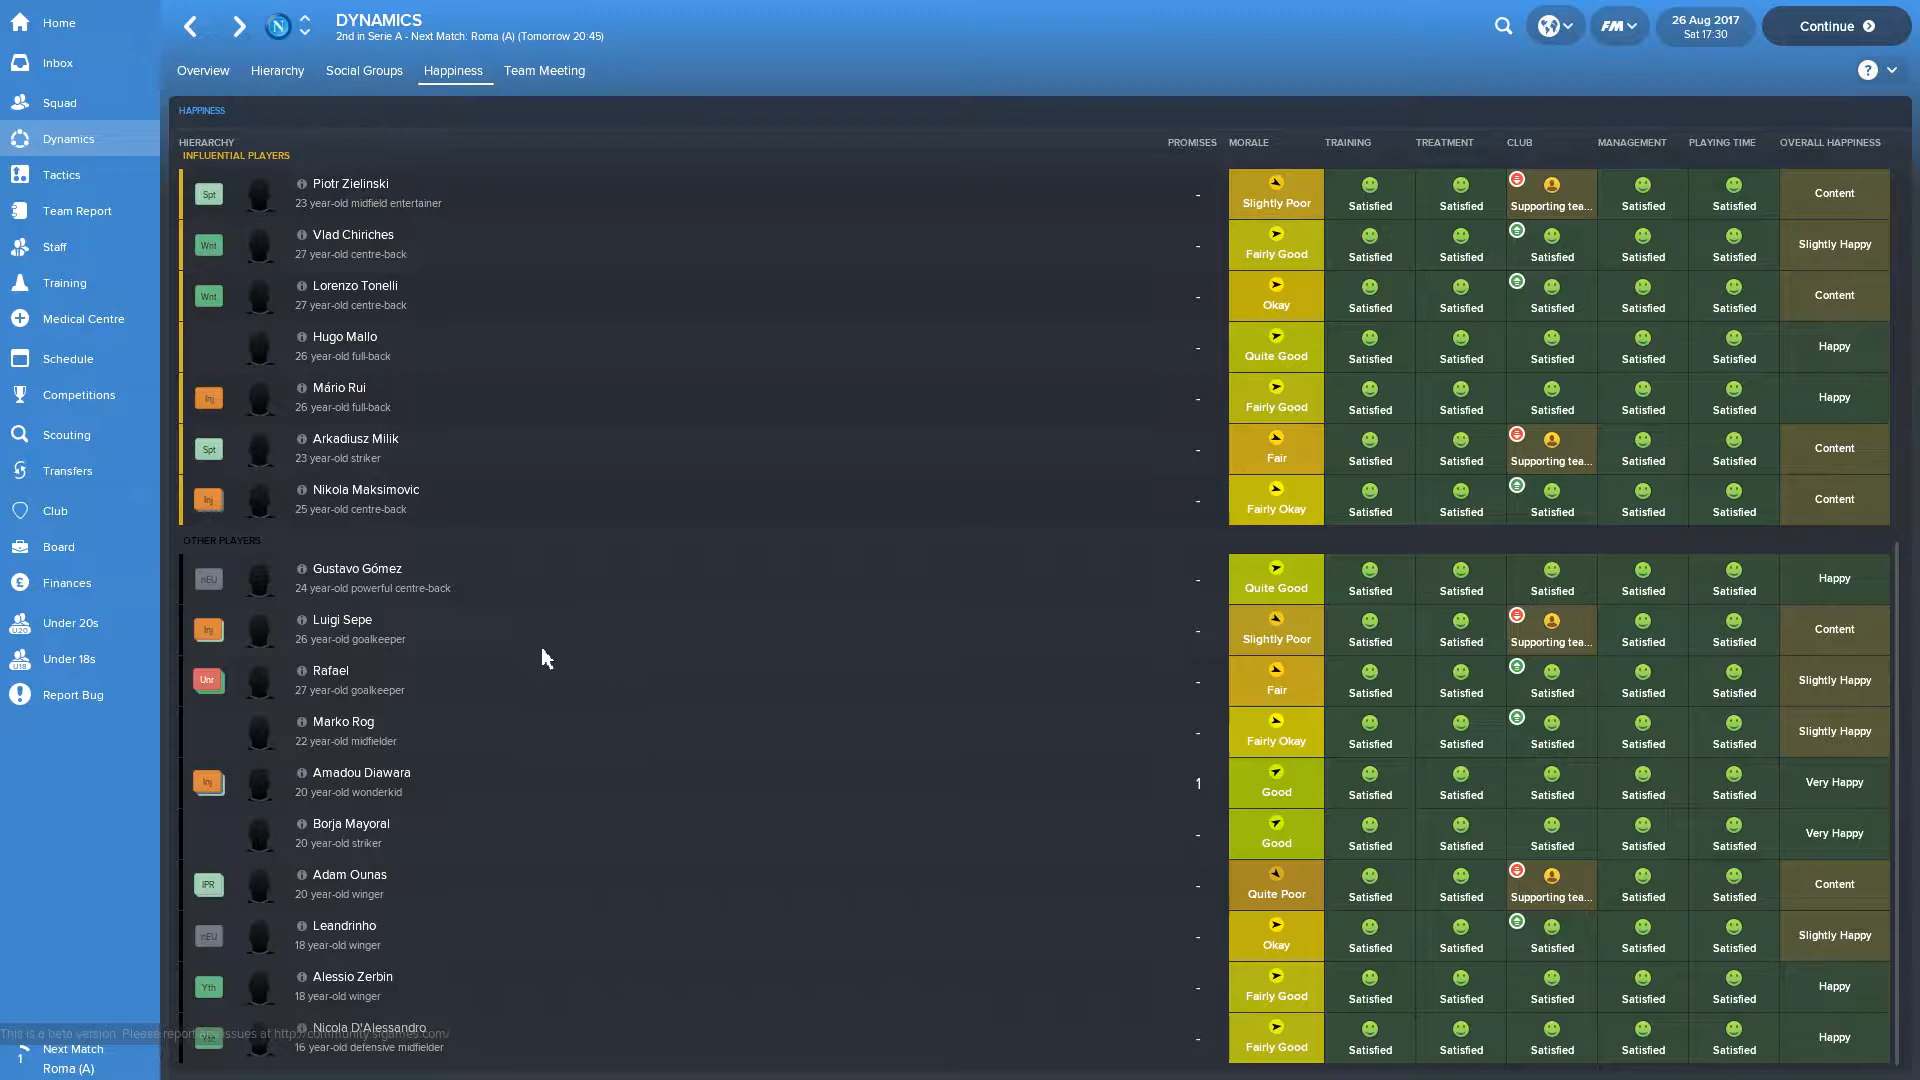 Home
Inbox
Squad
Dynamics
Tactics
Team Report
Staff
Training
Medical Centre
Schedule
Competitions
Scouting
Transfers
Club
Board
Finances
Under 20s
Under 18s
Report Bug
Next Match
1
Roma (A)
DYNAMICS
2nd in Serie A - Next Match: Roma (A) (Tomorrow 20:45)
FM
26 Aug 2017
Sat 17:30
Continue
Overview Hierarchy Social Groups Happiness Team Meeting
HAPPINESS
HIERARCHY PROMISES MORALE TRAINING TREATMENT CLUB MANAGEMENT PLAYING TIME OVERALL HAPPINESS
INFLUENTIAL PLAYERS
Spt Piotr Zielinski
23 year-old midfield entertainer
- Slightly Poor Satisfied Satisfied Supporting tea... Satisfied Satisfied Content
Wnt Vlad Chiriches
27 year-old centre-back
- Fairly Good Satisfied Satisfied Satisfied Satisfied Satisfied Slightly Happy
Wnt Lorenzo Tonelli
27 year-old centre-back
- Okay Satisfied Satisfied Satisfied Satisfied Satisfied Content
Hugo Mallo
26 year-old full-back
- Quite Good Satisfied Satisfied Satisfied Satisfied Satisfied Happy
Inj Mário Rui
26 year-old full-back
- Fairly Good Satisfied Satisfied Satisfied Satisfied Satisfied Happy
Spt Arkadiusz Milik
23 year-old striker
- Fair Satisfied Satisfied Supporting tea... Satisfied Satisfied Content
Inj Nikola Maksimovic
25 year-old centre-back
- Fairly Okay Satisfied Satisfied Satisfied Satisfied Satisfied Content
OTHER PLAYERS
nEU Gustavo Gómez
24 year-old powerful centre-back
- Quite Good Satisfied Satisfied Satisfied Satisfied Satisfied Happy
Inj Luigi Sepe
26 year-old goalkeeper
- Slightly Poor Satisfied Satisfied Supporting tea... Satisfied Satisfied Content
Unr Rafael
27 year-old goalkeeper
- Fair Satisfied Satisfied Satisfied Satisfied Satisfied Slightly Happy
Marko Rog
22 year-old midfielder
- Fairly Okay Satisfied Satisfied Satisfied Satisfied Satisfied Slightly Happy
Inj Amadou Diawara
20 year-old wonderkid
1 Good Satisfied Satisfied Satisfied Satisfied Satisfied Very Happy
Borja Mayoral
20 year-old striker
- Good Satisfied Satisfied Satisfied Satisfied Satisfied Very Happy
IPR Adam Ounas
20 year-old winger
- Quite Poor Satisfied Satisfied Supporting tea... Satisfied Satisfied Content
nEU Leandrinho
18 year-old winger
- Okay Satisfied Satisfied Satisfied Satisfied Satisfied Slightly Happy
Yth Alessio Zerbin
18 year-old winger
- Fairly Good Satisfied Satisfied Satisfied Satisfied Satisfied Happy
Nicola D'Alessandro
16 year-old defensive midfielder
- Fairly Good Satisfied Satisfied Satisfied Satisfied Satisfied Happy
This is a beta version. Please report any issues at http://community.sigames.com/